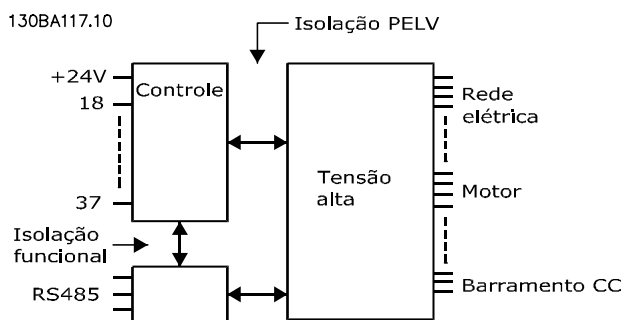 130BA117.10
Isolação PELV
+24V
Controle
18
37
Tensão
alta
Rede
elétrica
Motor
Isolação
funcional
RS485
Barramento CC